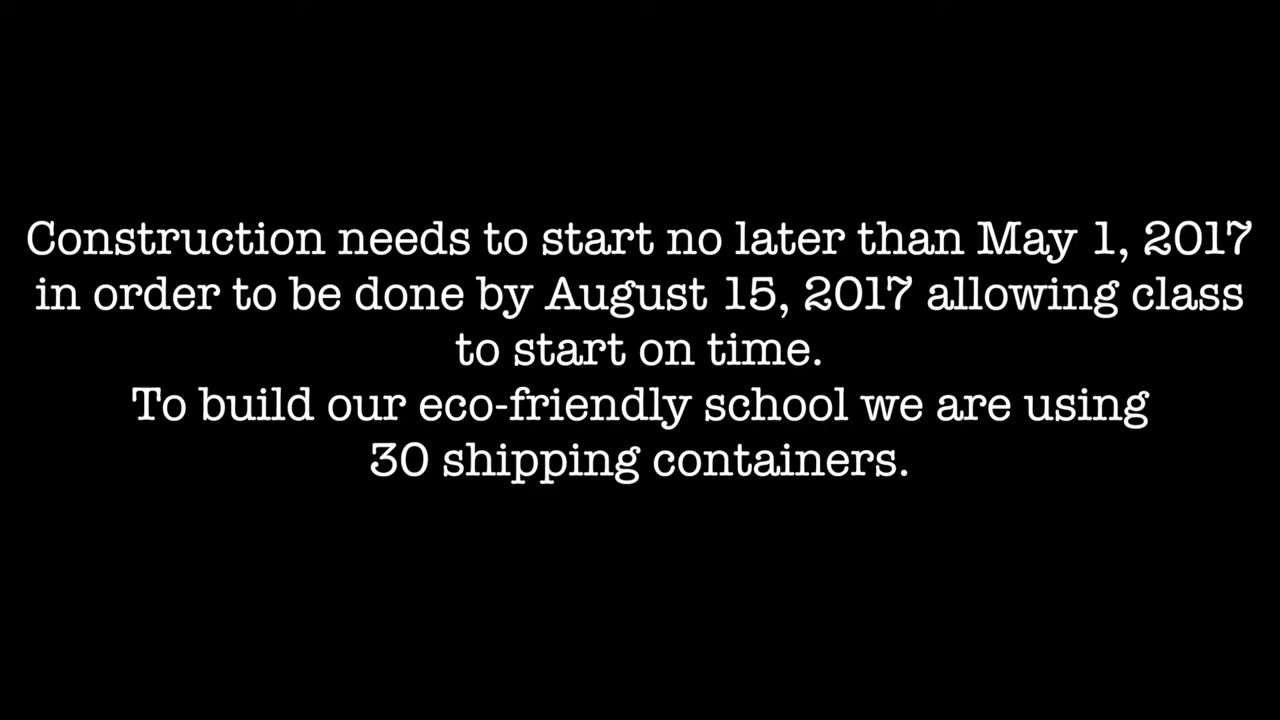 Construction needs to start no later than May 1, 2017
in order to be done by August 15, 2017 allowing class
to start on time.
To build our eco-friendly school we are using
30 shipping containers.